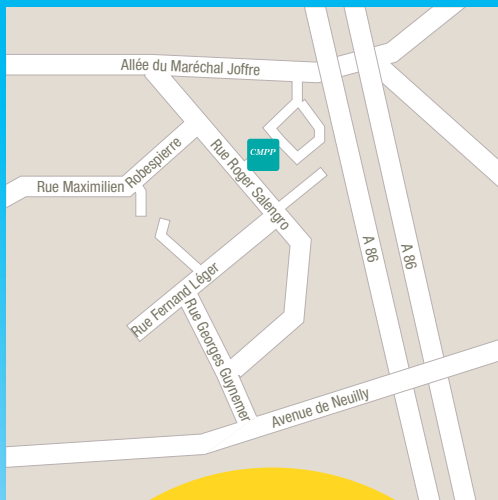 Allée du Maréchal Joffre
CMPP
Rue Roger Salengro
Rue Maximilien Robespierre
A 86
A 86
Rue Fernand Léger
Rue Georges Guynemer
Avenue de Neuilly